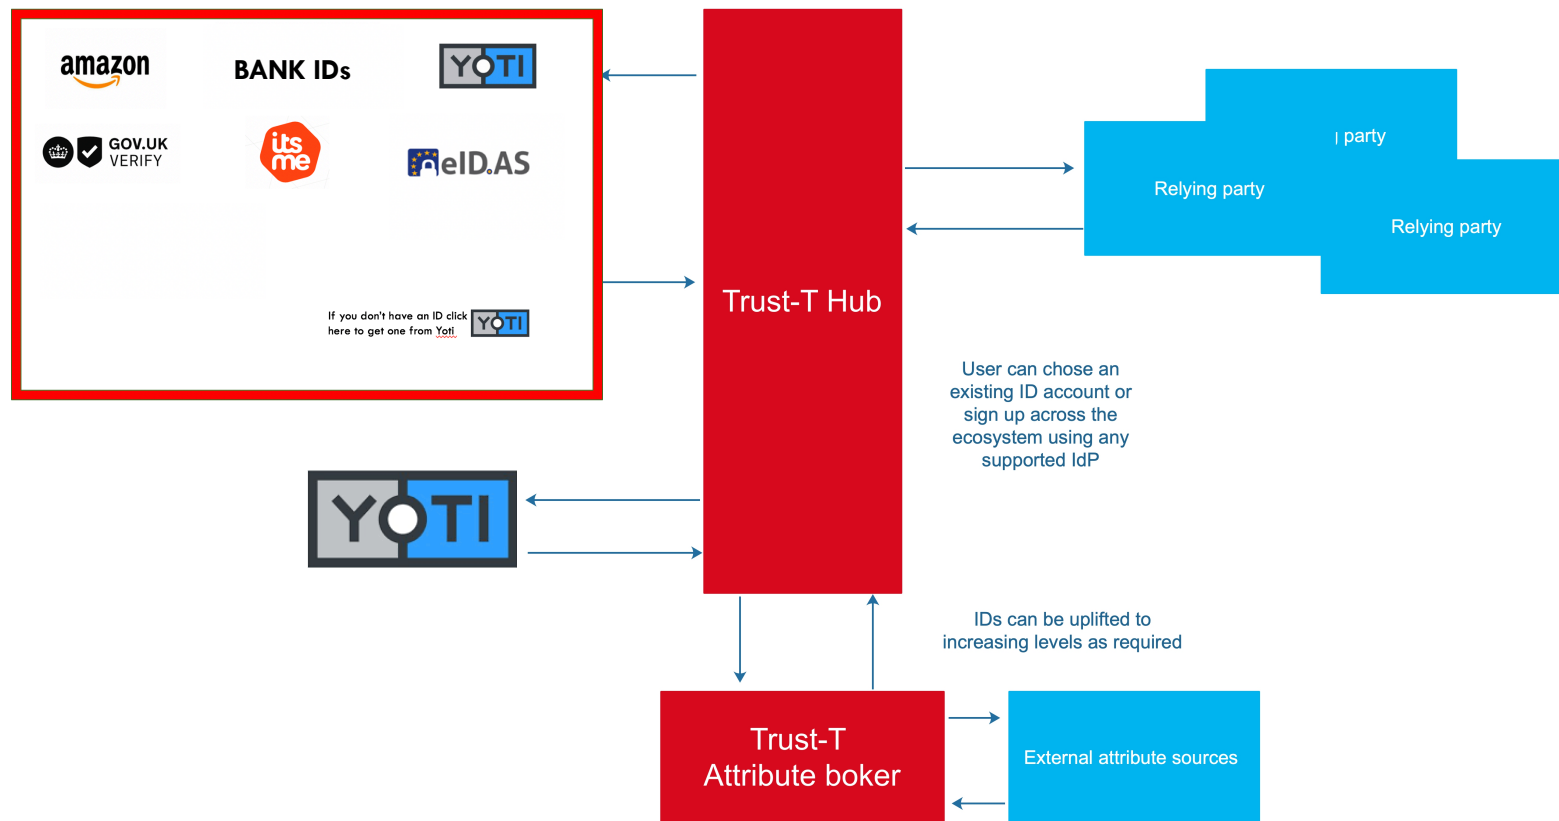 amazon
BANK IDs
YOTI
GOV.UK
VERIFY
its
me
eID.AS
If you don't have an ID click
here to get one from Yoti
YOTI
YOTI
Trust-T Hub
party
Relying party
Relying party
User can chose an
existing ID account or
sign up across the
ecosystem using any
supported IdP
IDs can be uplifted to
increasing levels as required
Trust-T
Attribute boker
External attribute sources